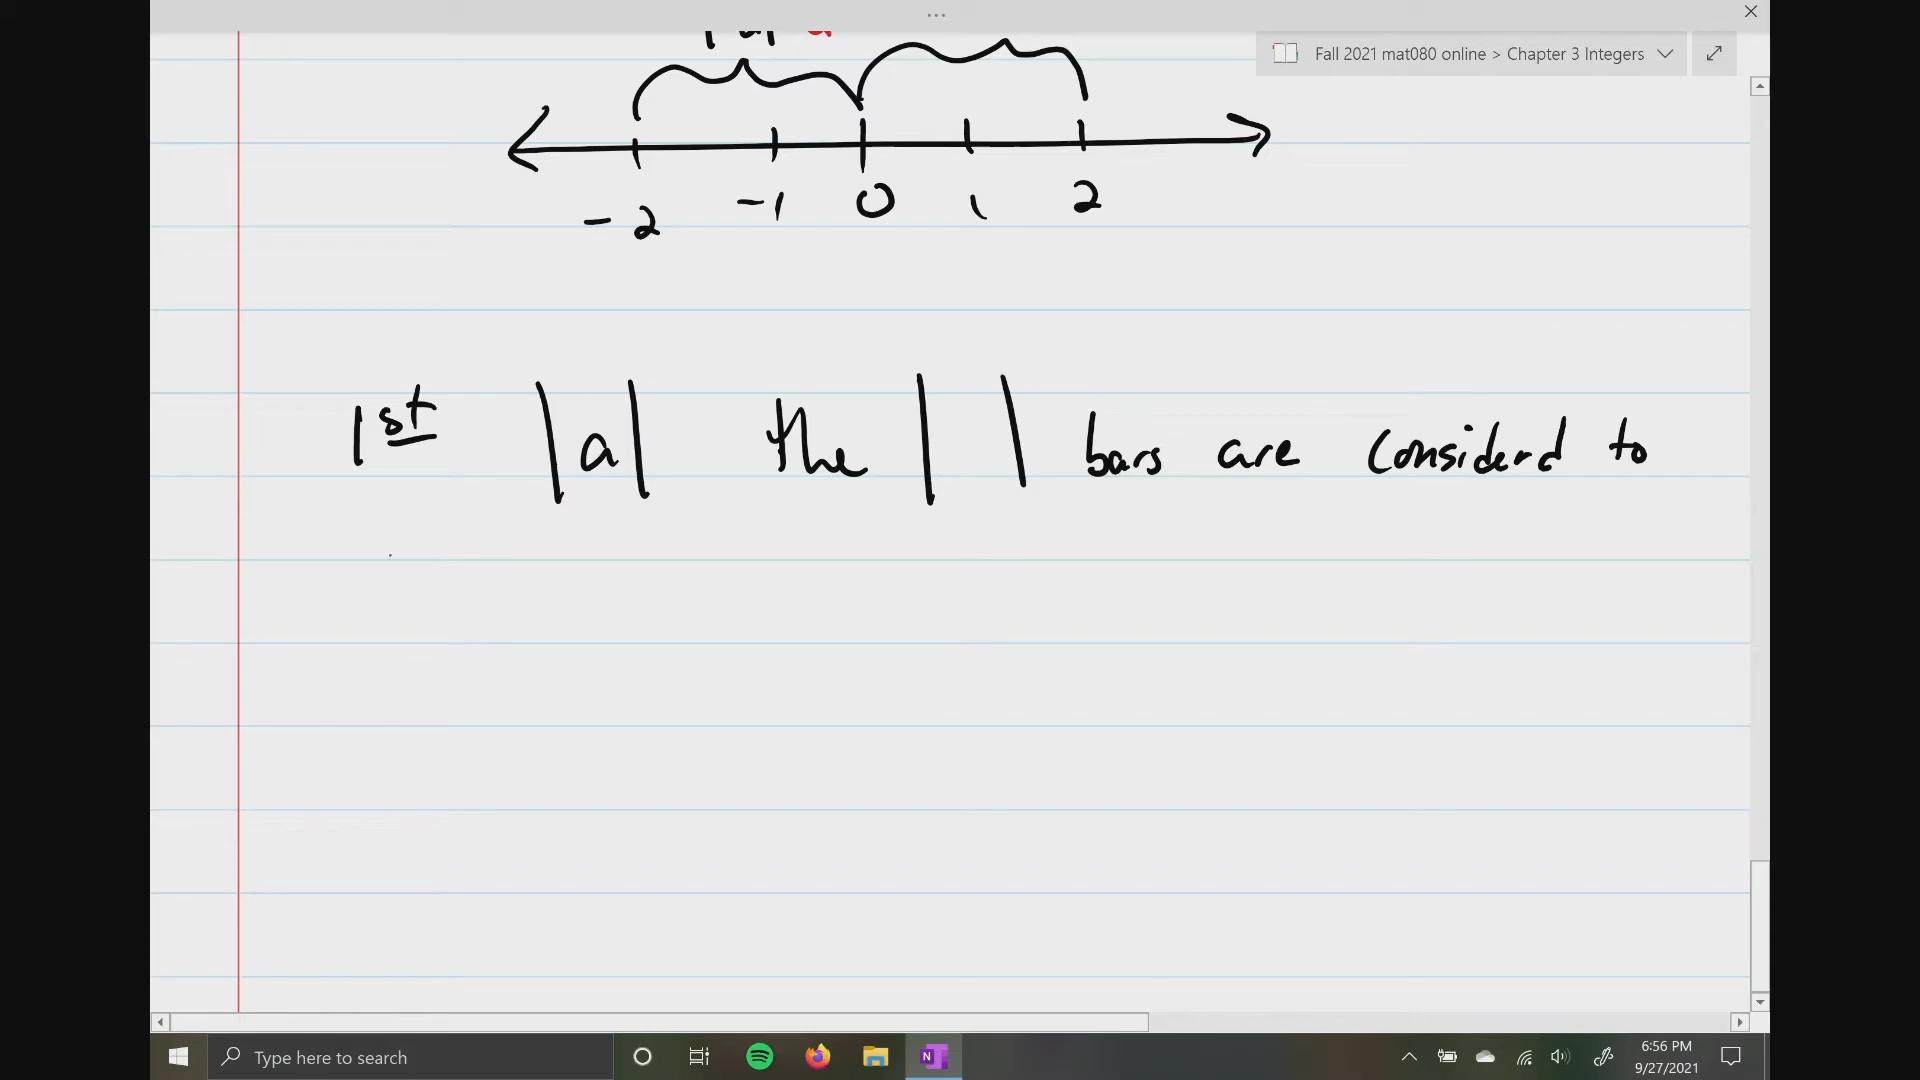 Fall 2021 mat080 online > Chapter 3 Integers
-2 -1 0 1 2
1st |a| the | | bars are considerd to
Type here to search
6:56 PM
9/27/2021